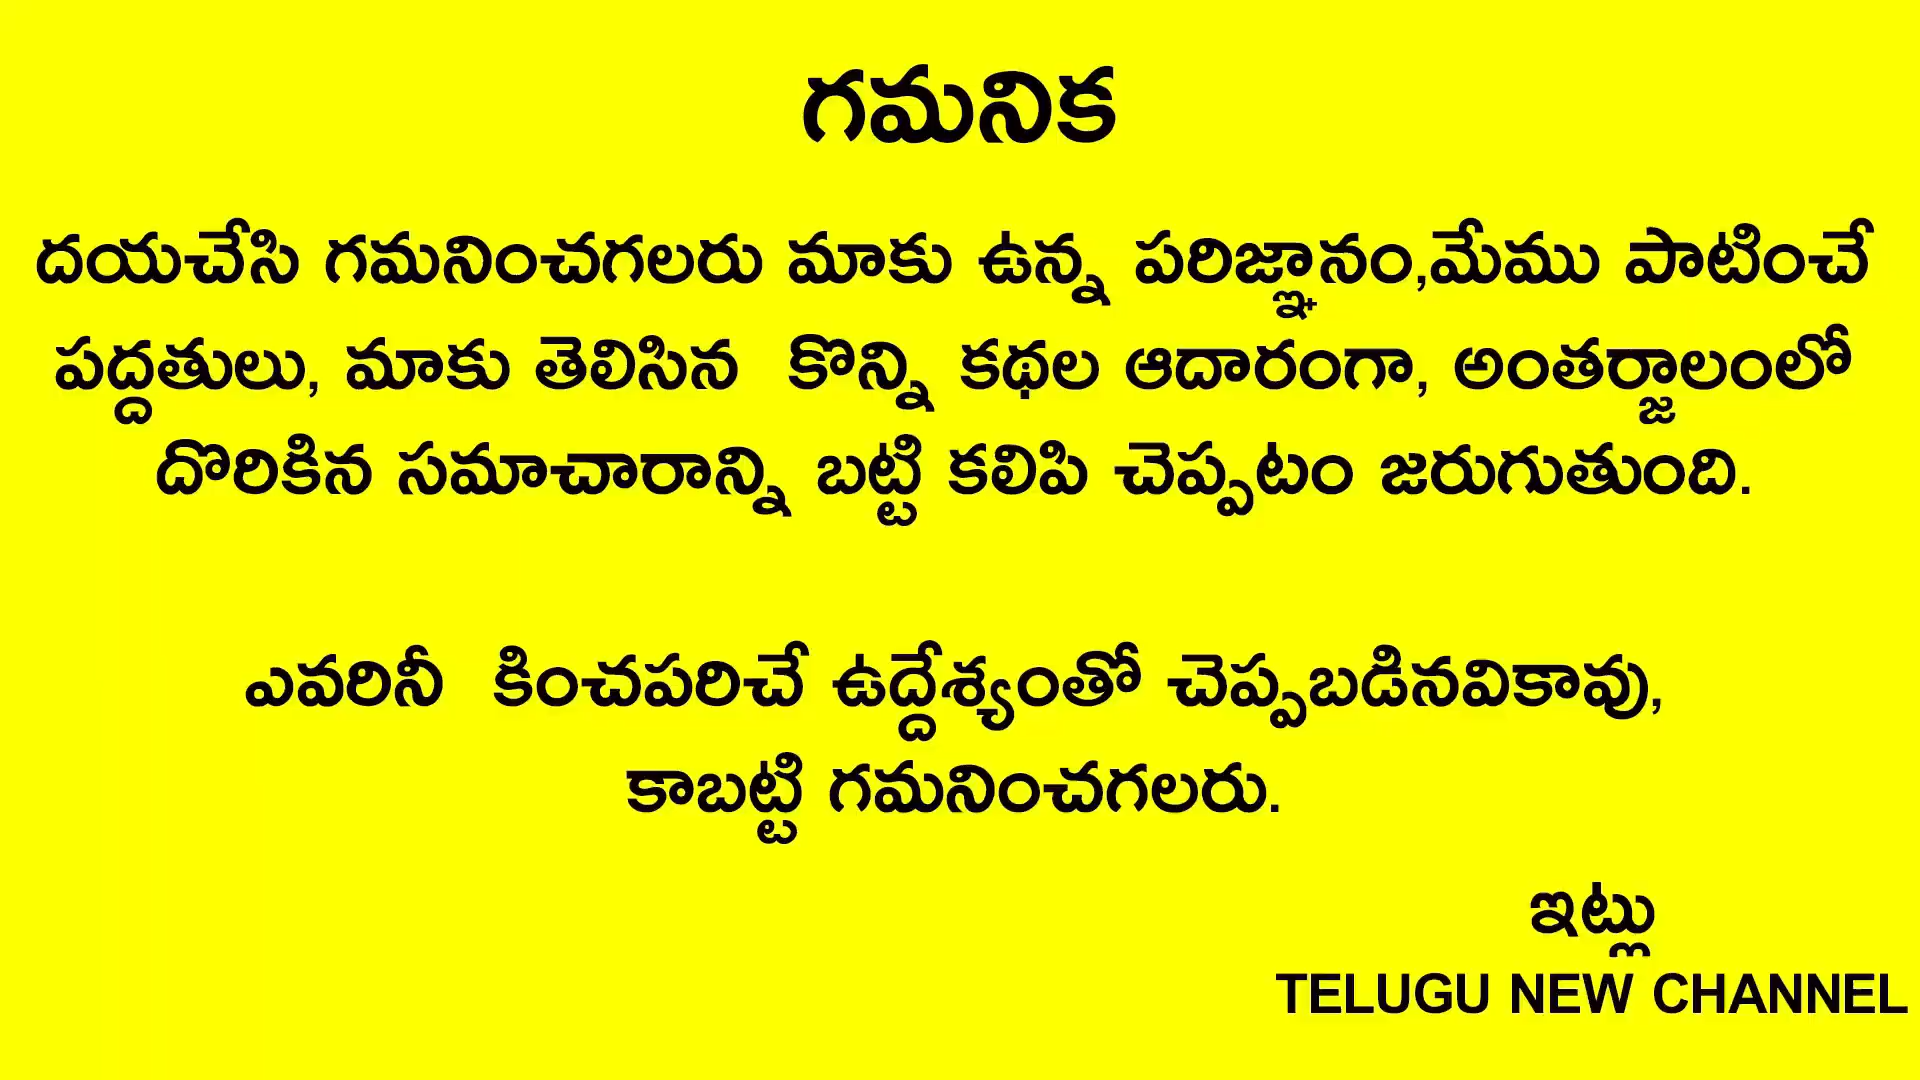 గమనిక
దయచేసి గమనించగలరు మాకు ఉన్న పరిజ్ఞానం,మేము పాటించే
పద్దతులు, మాకు తెలిసిన కొన్ని కథల ఆదారంగా, అంతర్జాలంలో
దొరికిన సమాచారాన్ని బట్టి కలిపి చెప్పటం జరుగుతుంది.
ఎవరినీ కించపరిచే ఉద్దేశ్యంతో చెప్పబడినవికావు,
కాబట్టి గమనించగలరు.
ఇట్లు
TELUGU NEW CHANNEL